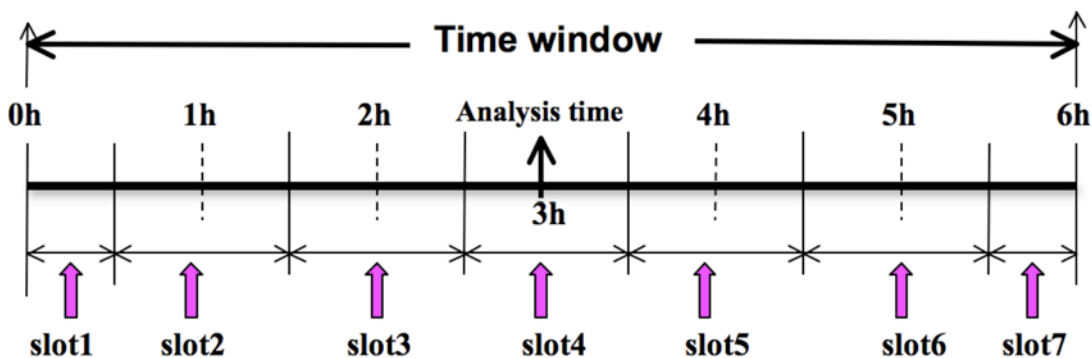 Time window
0h 1h 2h Analysis time 4h 5h 6h
3h
slot1 slot2 slot3 slot4 slot5 slot6 slot7